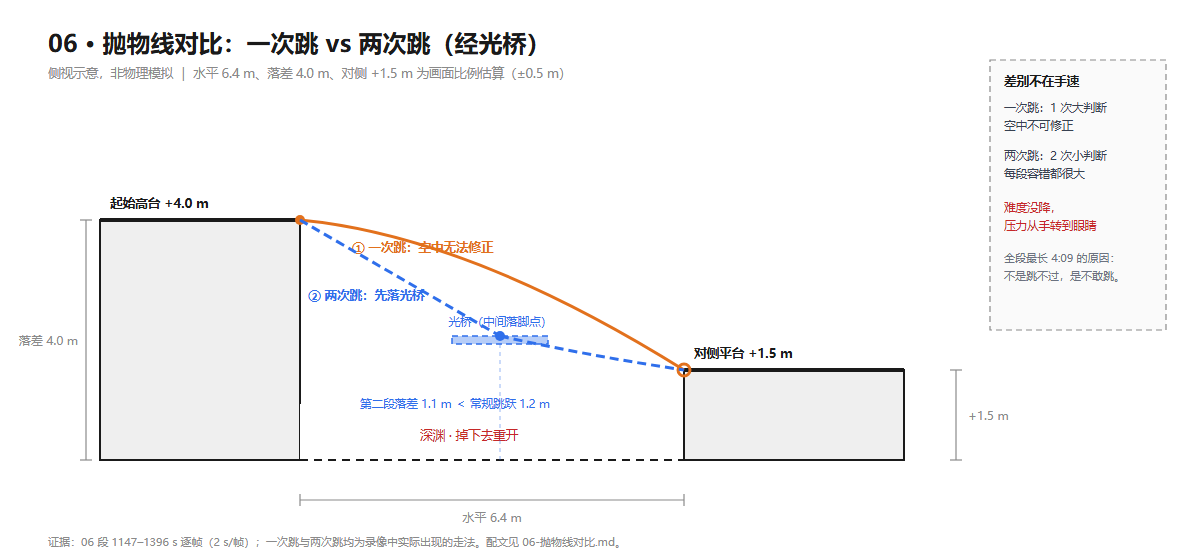 06 · 抛物线对比：一次跳 vs 两次跳（经光桥）
侧视示意，非物理模拟 ｜ 水平 6.4 m、落差 4.0 m、对侧 +1.5 m 为画面比例估算（±0.5 m）
差别不在手速
一次跳：1 次大判断
空中不可修正
两次跳：2 次小判断
每段容错都很大
难度没降，
压力从手转到眼睛
全段最长 4:09 的原因：
不是跳不过，是不敢跳。
起始高台 +4.0 m
① 一次跳：空中无法修正
② 两次跳：先落光桥
光桥（中间落脚点）
落差 4.0 m
对侧平台 +1.5 m
第二段落差 1.1 m < 常规跳跃 1.2 m
+1.5 m
深渊 · 掉下去重开
水平 6.4 m
证据：06 段 1147–1396 s 逐帧（2 s/帧）；一次跳与两次跳均为录像中实际出现的走法。配文见 06-抛物线对比.md。